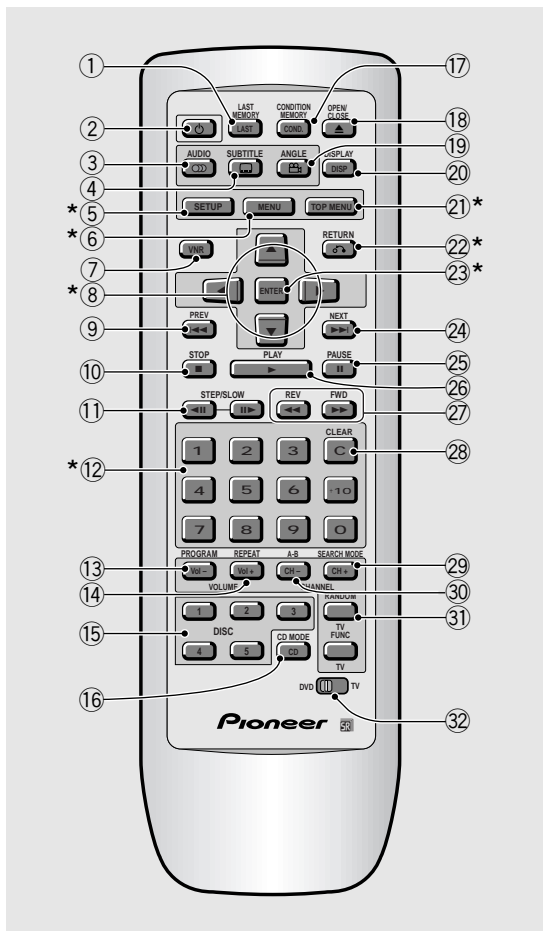 ① LAST MEMORY CONDITION MEMORY OPEN/CLOSE ⑰
② LAST COND. ⑱
③ AUDIO SUBTITLE ANGLE DISPLAY ⑲
④ DISP ⑳
*⑤ SETUP MENU TOP MENU ㉑*
*⑥ RETURN ㉒*
⑦ VNR
*⑧ ENTER ㉓*
⑨ PREV NEXT ㉔
⑩ STOP PLAY PAUSE ㉕
㉖
⑪ STEP/SLOW REV FWD ㉗
CLEAR
1 2 3 C ㉘
*⑫
4 5 6 +10
7 8 9 0
PROGRAM REPEAT A-B SEARCH MODE
⑬ Vol – Vol + CH – CH + ㉙
⑭ VOLUME CHANNEL ㉚
RANDOM
1 2 3 ㉛
⑮ DISC TV
CD MODE FUNC
4 5 CD
⑯ TV
DVD TV ㉜
Pioneer SR